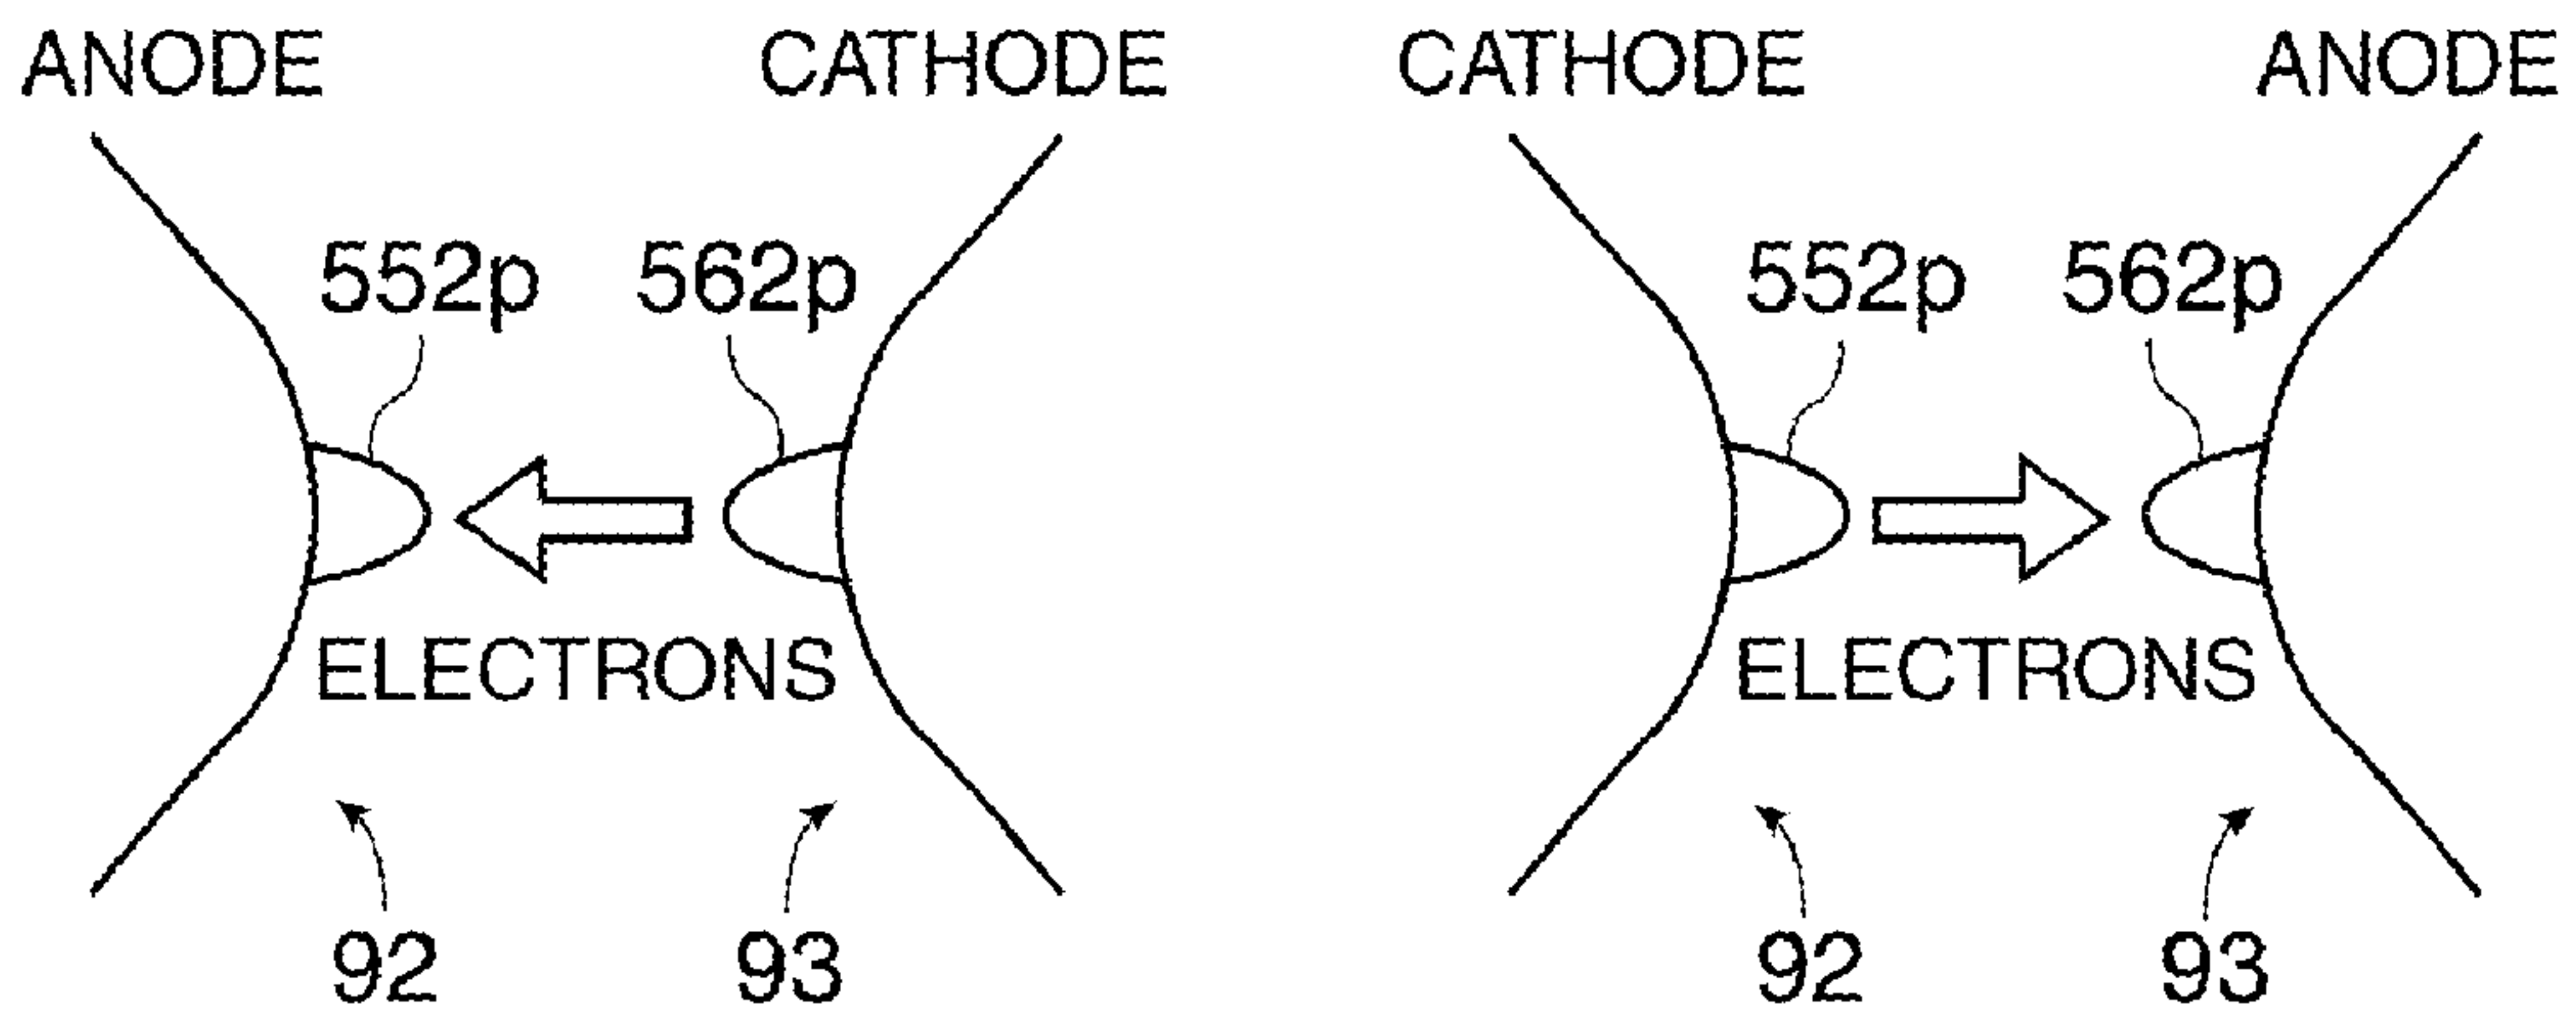 ANODE CATHODE CATHODE ANODE
552p 562p 552p 562p
ELECTRONS ELECTRONS
92 93 92 93